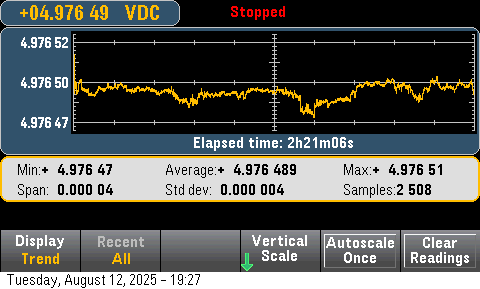 +04.976 49 VDC
Stopped
4.976 52
4.976 50
4.976 47
Elapsed time: 2h21m06s
Min:+ 4.976 47 Average:+ 4.976 489 Max:+ 4.976 51
Span: 0.000 04 Std dev: 0.000 004 Samples:2 508
Display Trend
Recent All
Vertical Scale
Autoscale Once
Clear Readings
Tuesday, August 12, 2025 – 19:27